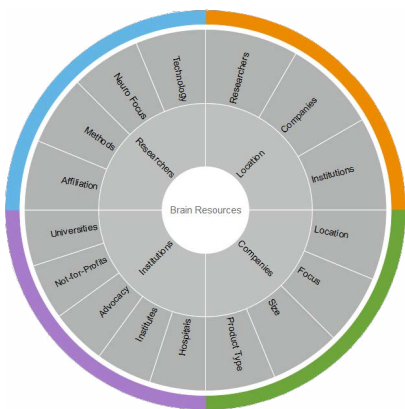 Brain Resources
Location
Researchers
Companies
Institutions
Companies
Location
Focus
Size
Product Type
Institutions
Hospitals
Institutes
Advocacy
Not-for-Profits
Universities
Researchers
Affiliation
Methods
Neuro Focus
Technology